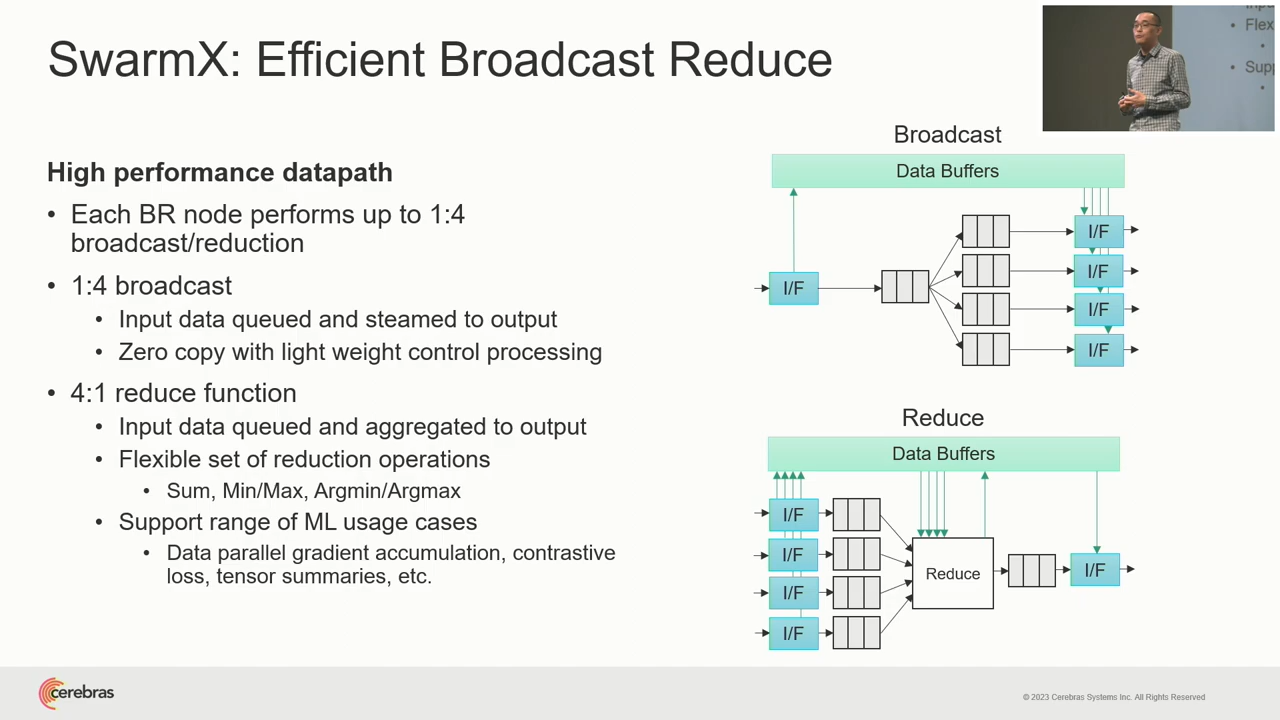 SwarmX: Efficient Broadcast Reduce
High performance datapath
• Each BR node performs up to 1:4
broadcast/reduction
• 1:4 broadcast
• Input data queued and steamed to output
• Zero copy with light weight control processing
• 4:1 reduce function
• Input data queued and aggregated to output
• Flexible set of reduction operations
• Sum, Min/Max, Argmin/Argmax
• Support range of ML usage cases
• Data parallel gradient accumulation, contrastive
loss, tensor summaries, etc.
• Flex
• Supp
Broadcast
Data Buffers
I/F
I/F
I/F
I/F
I/F
Reduce
Data Buffers
I/F
I/F
I/F
I/F
Reduce
I/F
cerebras
© 2023 Cerebras Systems Inc. All Rights Reserved